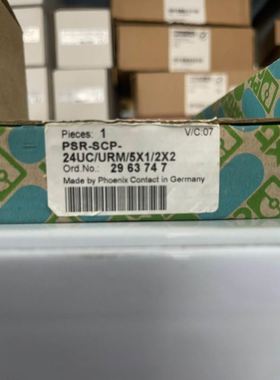 Pieces: 1 V/C.07
PSR-SCP-
24UC/URM/5X1/2X2
Ord.No.: 29 63 74 7
Made by Phoenix Contact in Germany